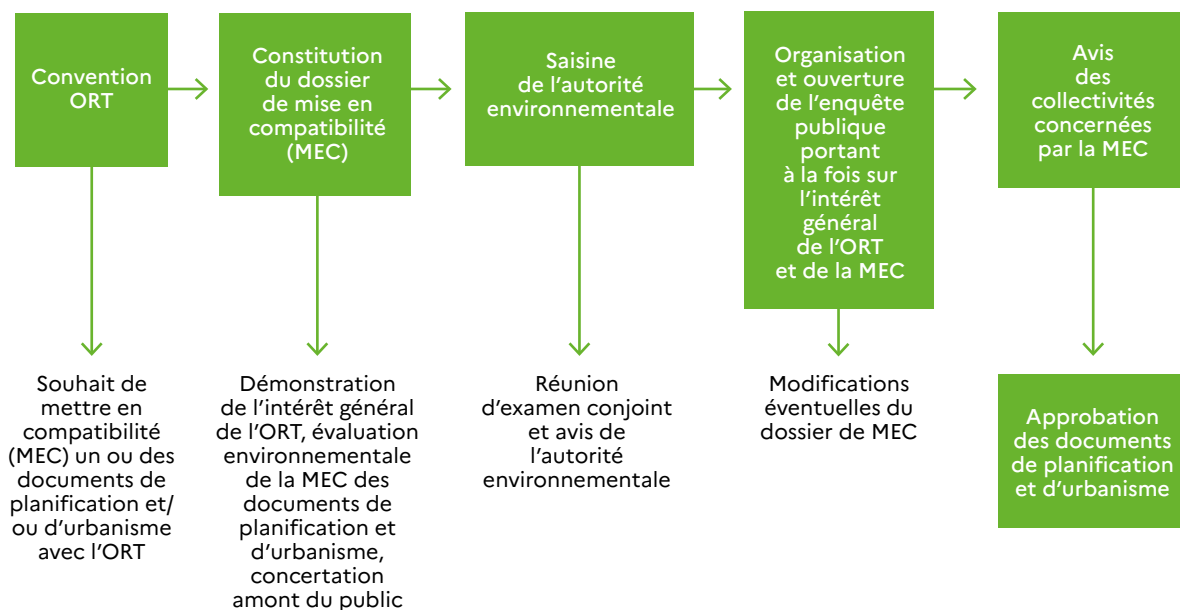 Convention
ORT
Constitution
du dossier
de mise en
compatibilité
(MEC)
Saisine
de l’autorité
environnementale
Organisation
et ouverture
de l’enquête
publique
portant
à la fois sur
l’intérêt
général
de l’ORT
et de la MEC
Avis
des
collectivités
concernées
par la MEC
Souhait de
mettre en
compatibilité
(MEC) un ou des
documents de
planification et/
ou d’urbanisme
avec l’ORT
Démonstration
de l’intérêt général
de l’ORT, évaluation
environnementale
de la MEC des
documents de
planification et
d’urbanisme,
concertation
amont du public
Réunion
d’examen conjoint
et avis de
l’autorité
environnementale
Modifications
éventuelles du
dossier de MEC
Approbation
des documents
de planification
et d’urbanisme